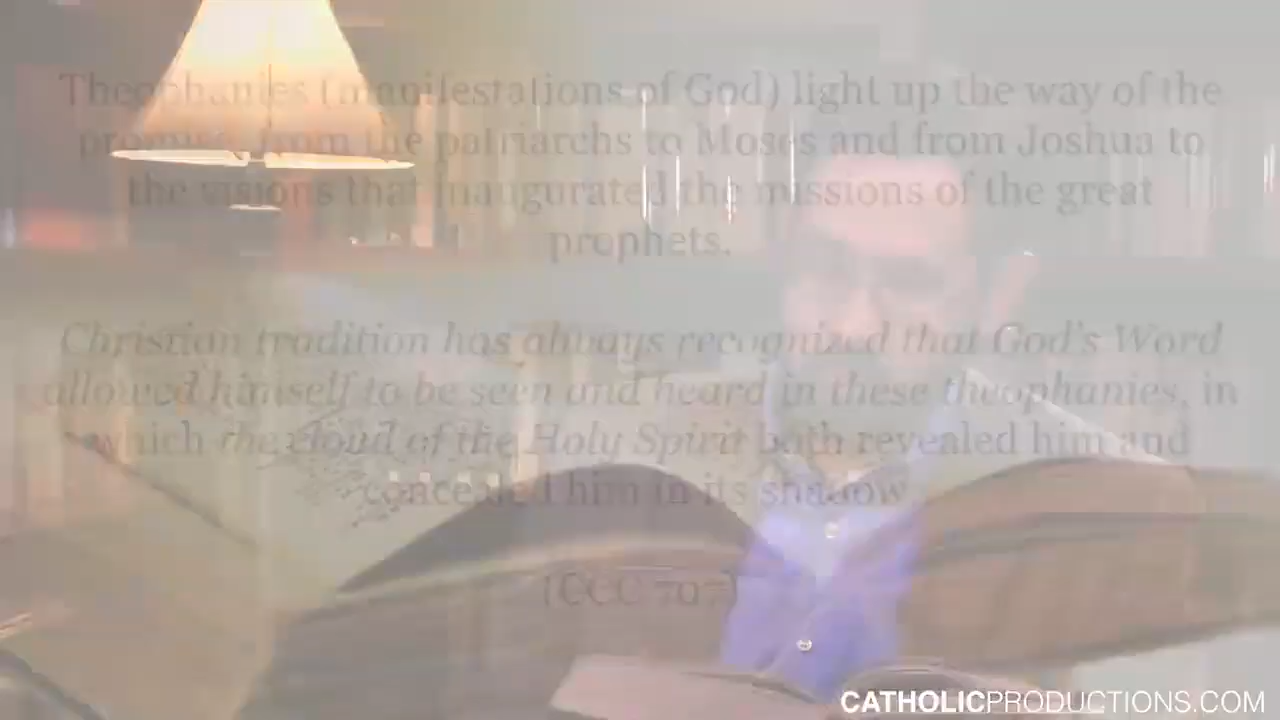 Theophanies (manifestations of God) light up the way of the
promise, from the patriarchs to Moses and from Joshua to
the visions that inaugurated the missions of the great
prophets.
Christian tradition has always recognized that God's Word
allowed himself to be seen and heard in these theophanies, in
which the cloud of the Holy Spirit both revealed him and
concealed him in its shadow
(CCC 707)
CATHOLICPRODUCTIONS.COM